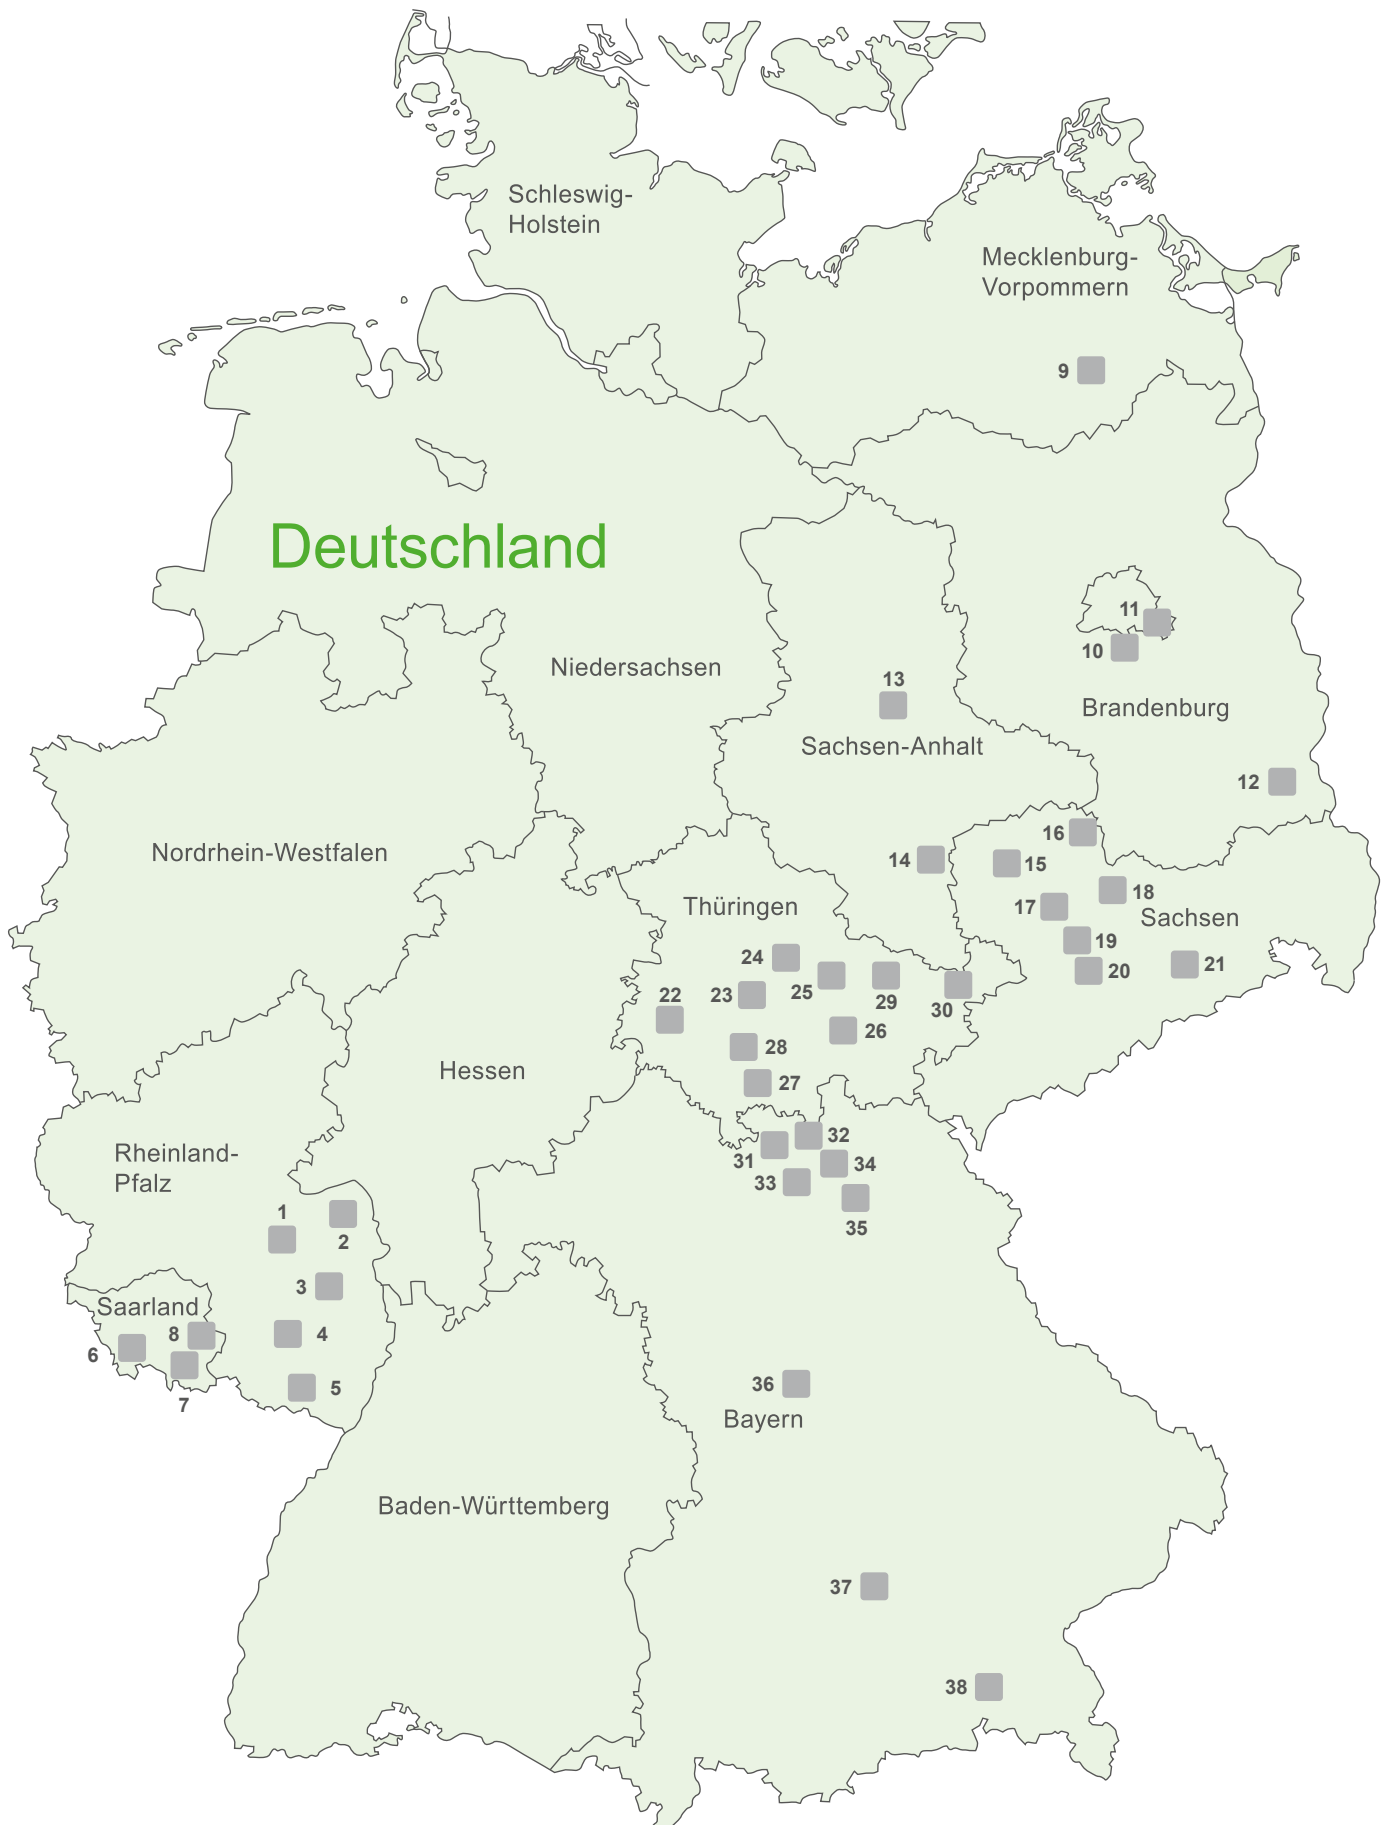 Schleswig-
Holstein
Mecklenburg-
Vorpommern
9
Deutschland
11
10
Niedersachsen
13
Brandenburg
Sachsen-Anhalt
12
16
Nordrhein-Westfalen
14
15
18
Thüringen
17
Sachsen
19
24
21
20
25
22
23
29
30
26
28
Hessen
27
32
Rheinland-
Pfalz
31
34
33
1
35
2
3
Saarland
8
4
6
36
5
7
Bayern
Baden-Württemberg
37
38